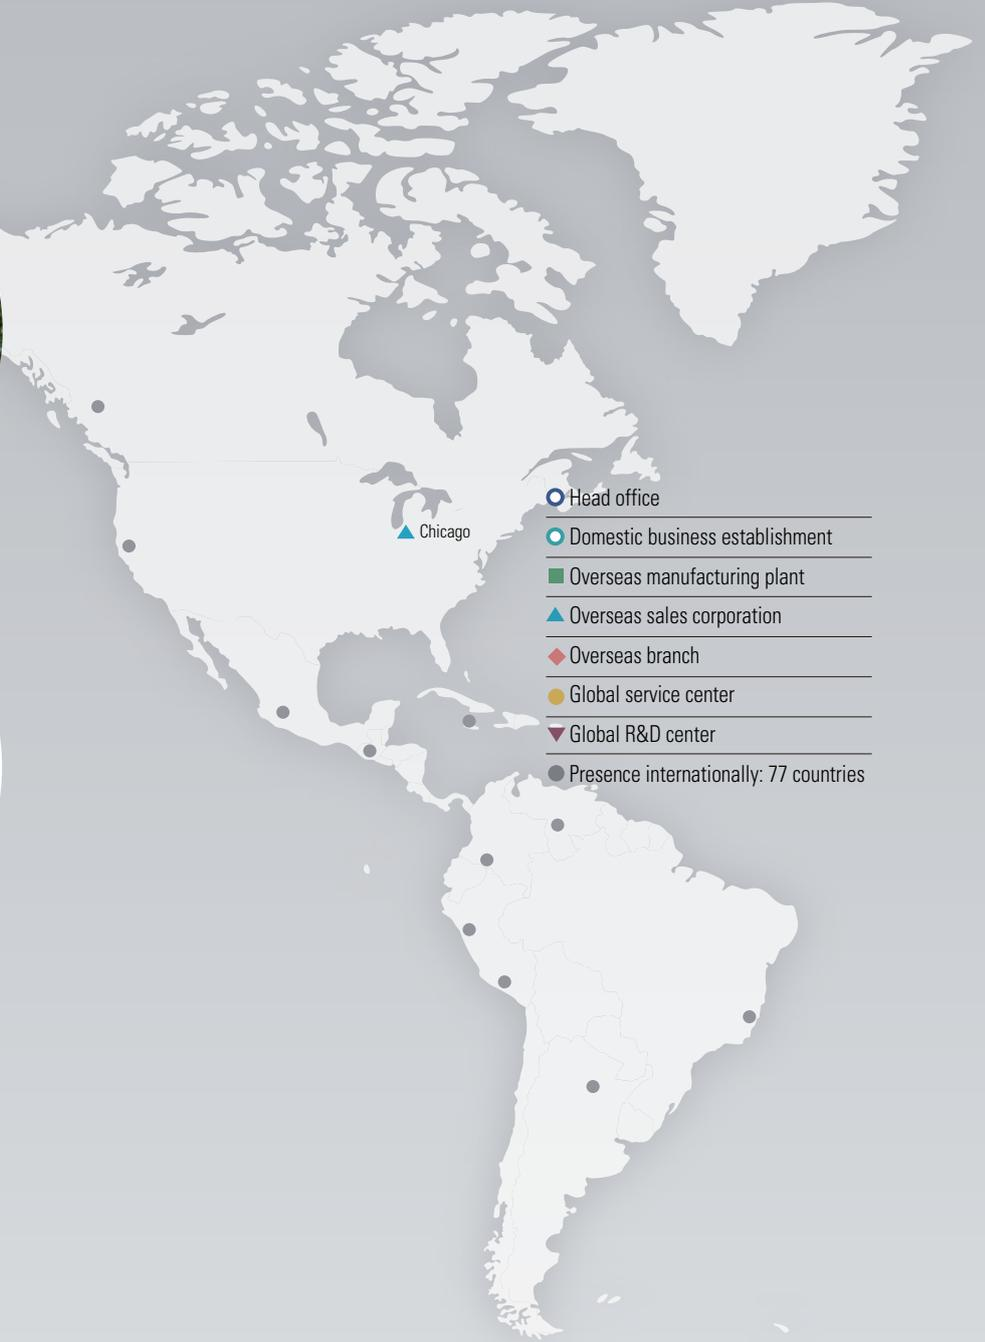 Head office
Chicago
Domestic business establishment
Overseas manufacturing plant
Overseas sales corporation
Overseas branch
Global service center
Global R&D center
Presence internationally: 77 countries